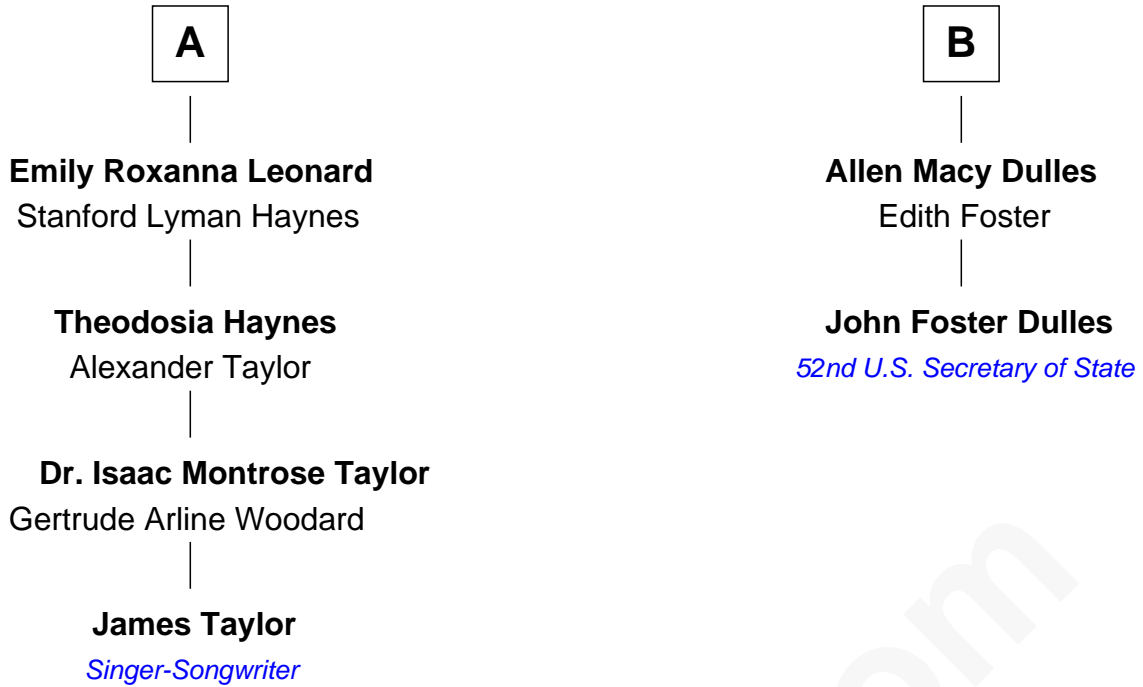 A
Emily Roxanna Leonard
Stanford Lyman Haynes
Theodosia Haynes
Alexander Taylor
Dr. Isaac Montrose Taylor
Gertrude Arline Woodard
James Taylor
Singer-Songwriter
B
Allen Macy Dulles
Edith Foster
John Foster Dulles
52nd U.S. Secretary of State
om